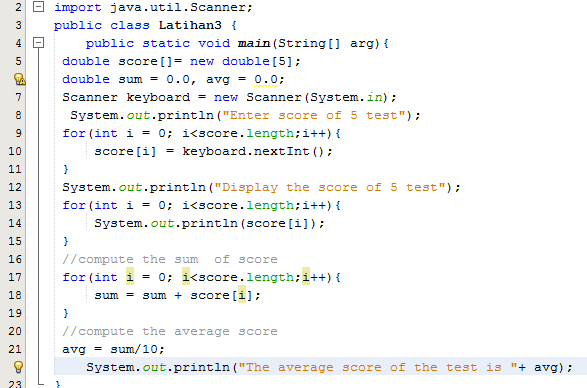 2 import java.util.Scanner;
3 public class Latihan3 {
4 public static void main(String[] arg){
5 double score[]= new double[5];
double sum = 0.0, avg = 0.0;
7 Scanner keyboard = new Scanner(System.in);
8 System.out.println("Enter score of 5 test");
9 for(int i = 0; i<score.length;i++){
10 score[i] = keyboard.nextInt();
11 }
12 System.out.println("Display the score of 5 test");
13 for(int i = 0; i<score.length;i++){
14 System.out.println(score[i]);
15 }
16 //compute the sum  of score
17 for(int i = 0; i<score.length;i++){
18 sum = sum + score[i];
19 }
20 //compute the average score
21 avg = sum/10;
System.out.println("The average score of the test is "+ avg);
23 }